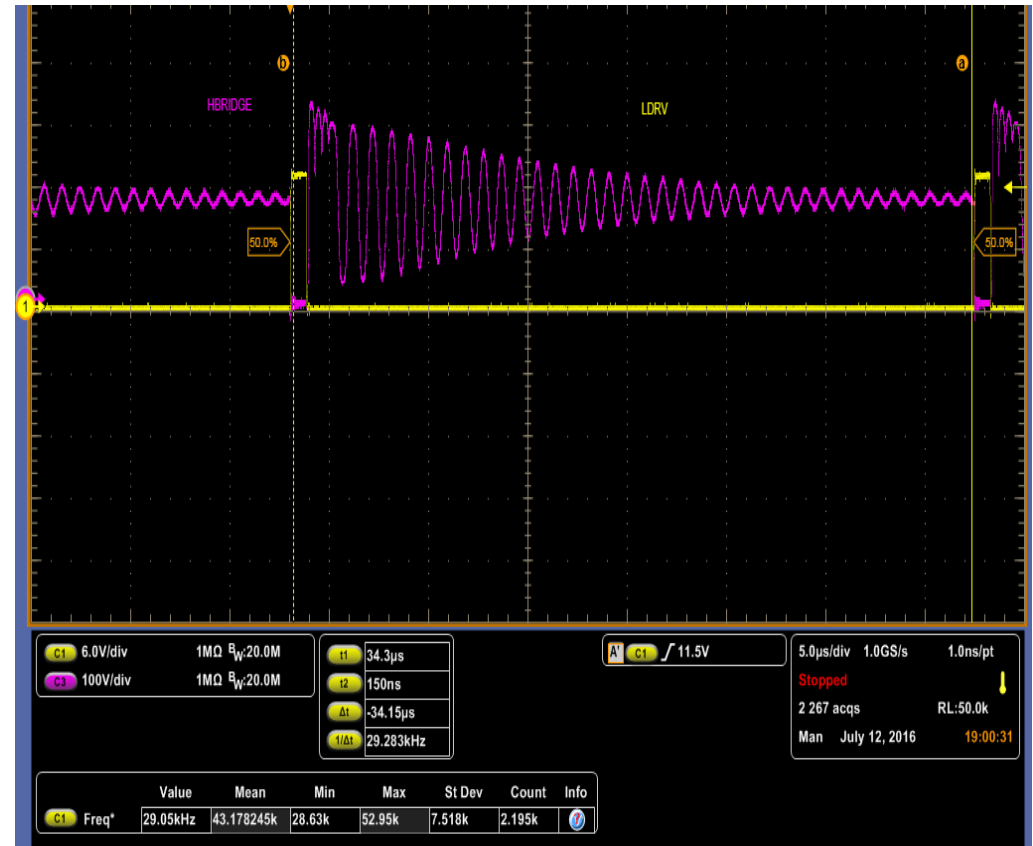 b
a
HBRIDGE
LDRV
50.0%
50.0%
1
C1 6.0V/div 1MΩ BW:20.0M
C3 100V/div 1MΩ BW:20.0M
t1 34.3µs
t2 150ns
Δt -34.15µs
1/Δt 29.283kHz
A' C1 11.5V
5.0µs/div 1.0GS/s 1.0ns/pt
Stopped
2 267 acqs RL:50.0k
Man July 12, 2016 19:00:31
Value Mean Min Max St Dev Count Info
C1 Freq* 29.05kHz 43.178245k 28.63k 52.95k 7.518k 2.195k